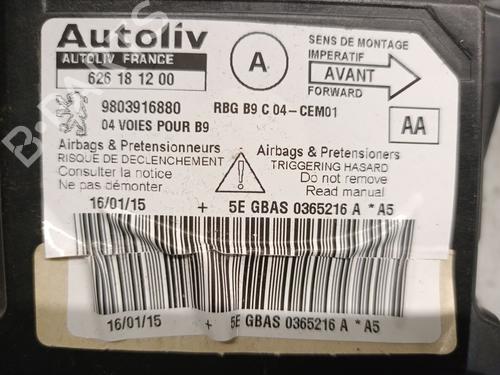 Autoliv
AUTOLIV FRANCE
626 18 12 00
A
SENS DE MONTAGE
IMPERATIF
AVANT
FORWARD
9803916880 RBG B9 C 04-CEM01
04 VOIES POUR B9
AA
Airbags & Pretensionneurs
RISQUE DE DECLENCHEMENT
Consulter la notice
Ne pas démonter
Airbags & Pretensioners
TRIGGERING HASARD
Do not remove
Read manual
16/01/15 + 5E GBAS 0365216 A *A5
16/01/15 + 5E GBAS 0365216 A *A5